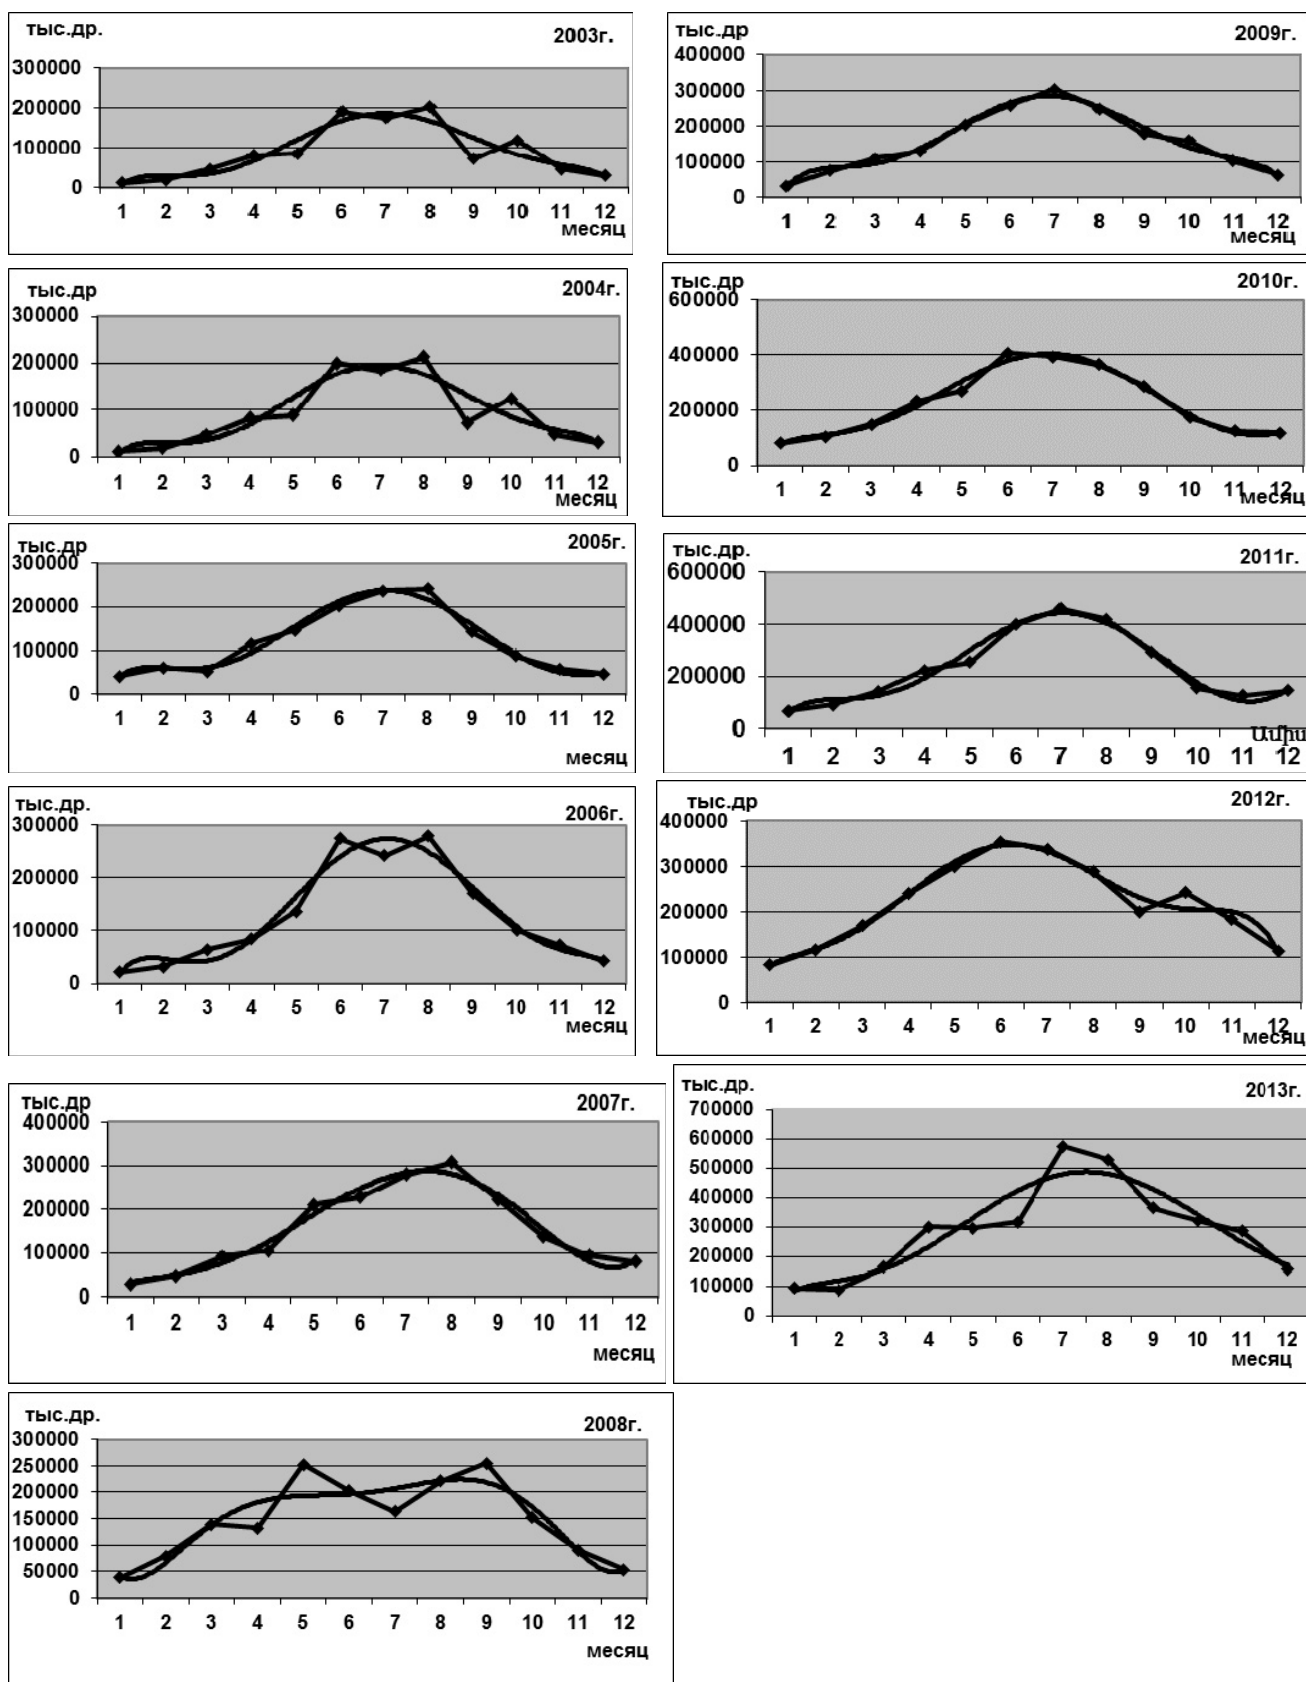 тыс.др.
2003г.
300000
200000
100000
0
1 2 3 4 5 6 7 8 9 10 11 12
месяц
тыс.др
2004г.
300000
200000
100000
0
1 2 3 4 5 6 7 8 9 10 11 12
месяц
тыс.др
2005г.
300000
200000
100000
0
1 2 3 4 5 6 7 8 9 10 11 12
месяц
тыс.др.
2006г.
300000
200000
100000
0
1 2 3 4 5 6 7 8 9 10 11 12
месяц
тыс.др
2007г.
400000
300000
200000
100000
0
1 2 3 4 5 6 7 8 9 10 11 12
месяц
тыс.др.
2008г.
300000
250000
200000
150000
100000
50000
0
1 2 3 4 5 6 7 8 9 10 11 12
месяц
тыс.др
2009г.
400000
300000
200000
100000
0
1 2 3 4 5 6 7 8 9 10 11 12
месяц
тыс.др
2010г.
600000
400000
200000
0
1 2 3 4 5 6 7 8 9 10 11 12
месяц
тыс.др.
2011г.
600000
400000
200000
0
Ամիս
1 2 3 4 5 6 7 8 9 10 11 12
тыс.др
2012г.
400000
300000
200000
100000
0
1 2 3 4 5 6 7 8 9 10 11 12
месяц
тыс.др.
2013г.
700000
600000
500000
400000
300000
200000
100000
0
1 2 3 4 5 6 7 8 9 10 11 12
месяц